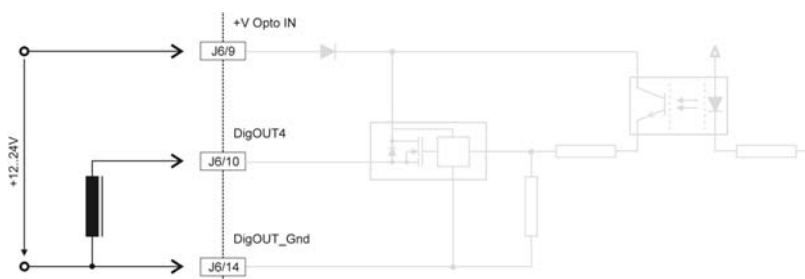 +V Opto IN
J6/9
+12..24V
DigOUT4
J6/10
DigOUT_Gnd
J6/14